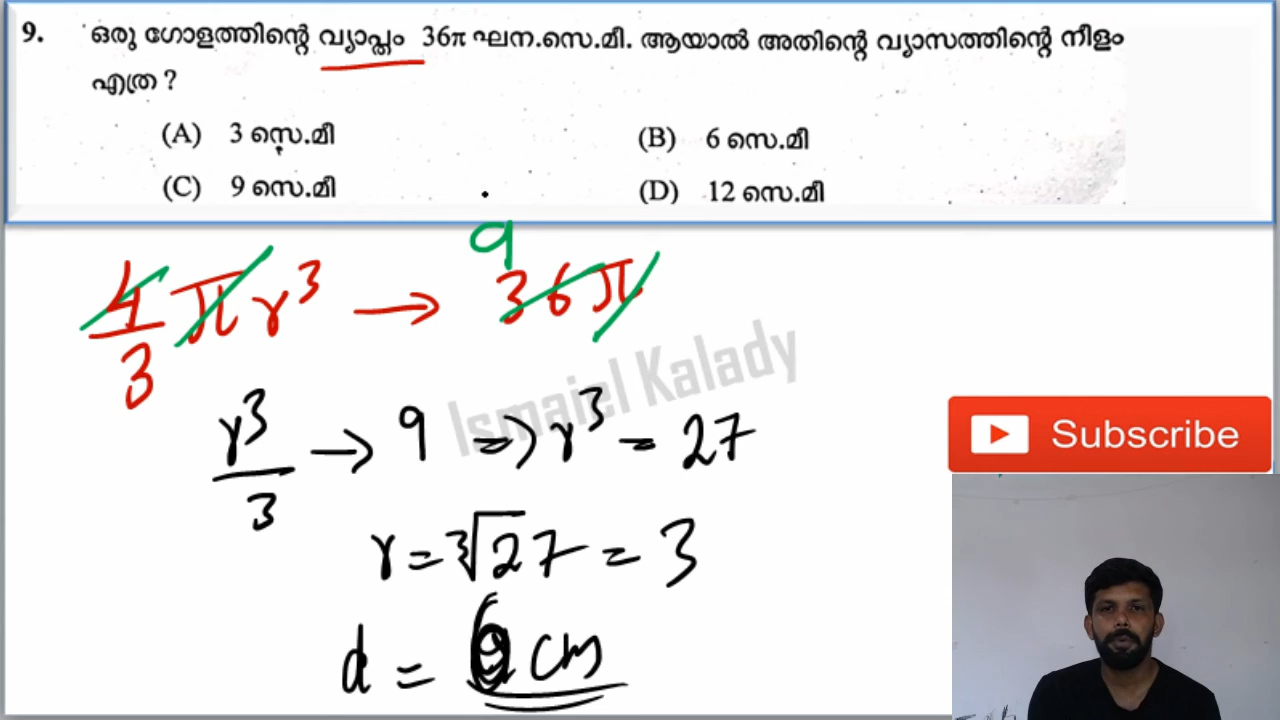 9. ഒരു ഗോളത്തിന്റെ വ്യാപ്തം 36π ഘന.സെ.മീ. ആയാൽ അതിന്റെ വ്യാസത്തിന്റെ നീളം
എത്ര ?
(A) 3 സെ.മീ (B) 6 സെ.മീ
(C) 9 സെ.മീ (D) 12 സെ.മീ
9
4/3 π r³ → 36π
Ismaiel Kalady
r³/3 → 9 => r³ = 27
Subscribe
r = ∛27 = 3
d = 6 cm